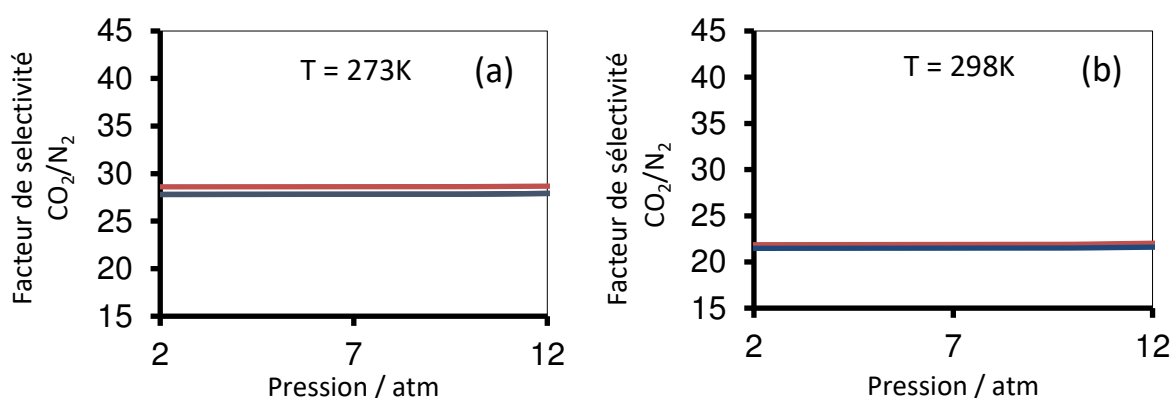 Facteur de selectivité
CO₂/N₂
45
40
35
30
25
20
15
2
7
12
T = 273K
(a)
Pression / atm
Facteur de sélectivité
CO₂/N₂
45
40
35
30
25
20
15
2
7
12
T = 298K
(b)
Pression / atm